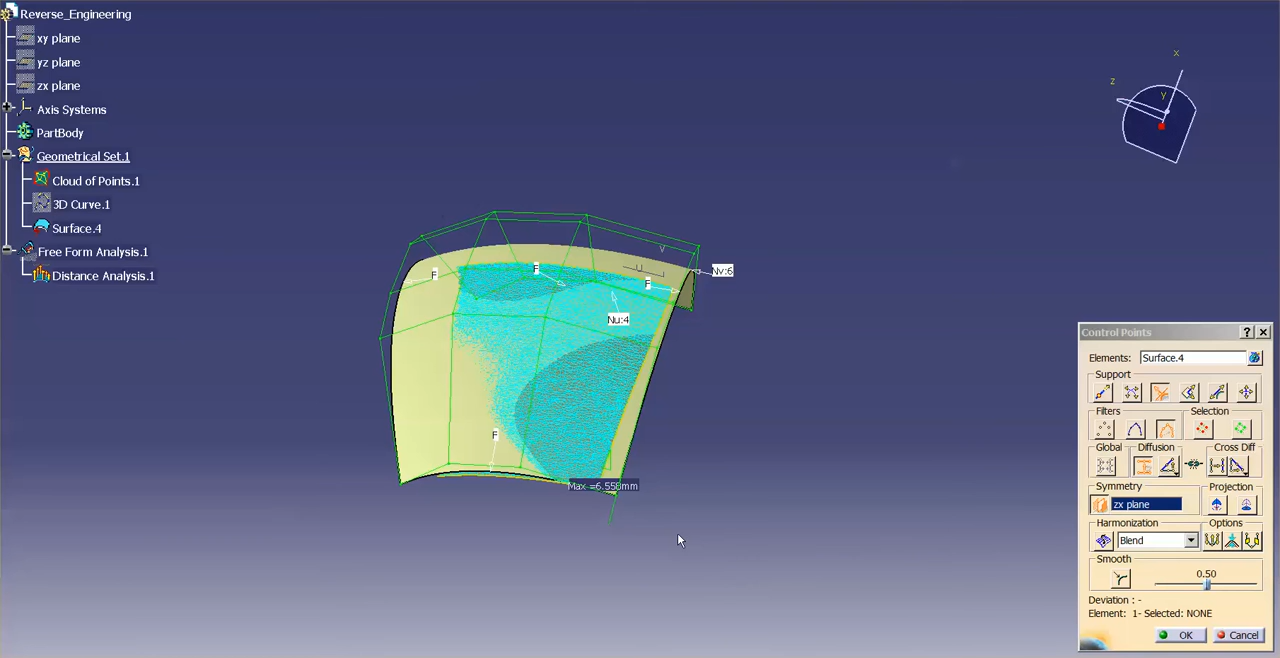 Reverse_Engineering
xy plane
yz plane
zx plane
Axis Systems
PartBody
Geometrical Set.1
Cloud of Points.1
3D Curve.1
Surface.4
Free Form Analysis.1
Distance Analysis.1
x
z
y
V
U
F
F
F
F
Nv:6
Nu:4
Max =6.558mm
Control Points
Elements: Surface.4
Support
Filters Selection
Global Diffusion Cross Diff
Symmetry Projection
zx plane
Harmonization Options
Blend
Smooth
0.50
Deviation : -
Element: 1- Selected: NONE
OK Cancel